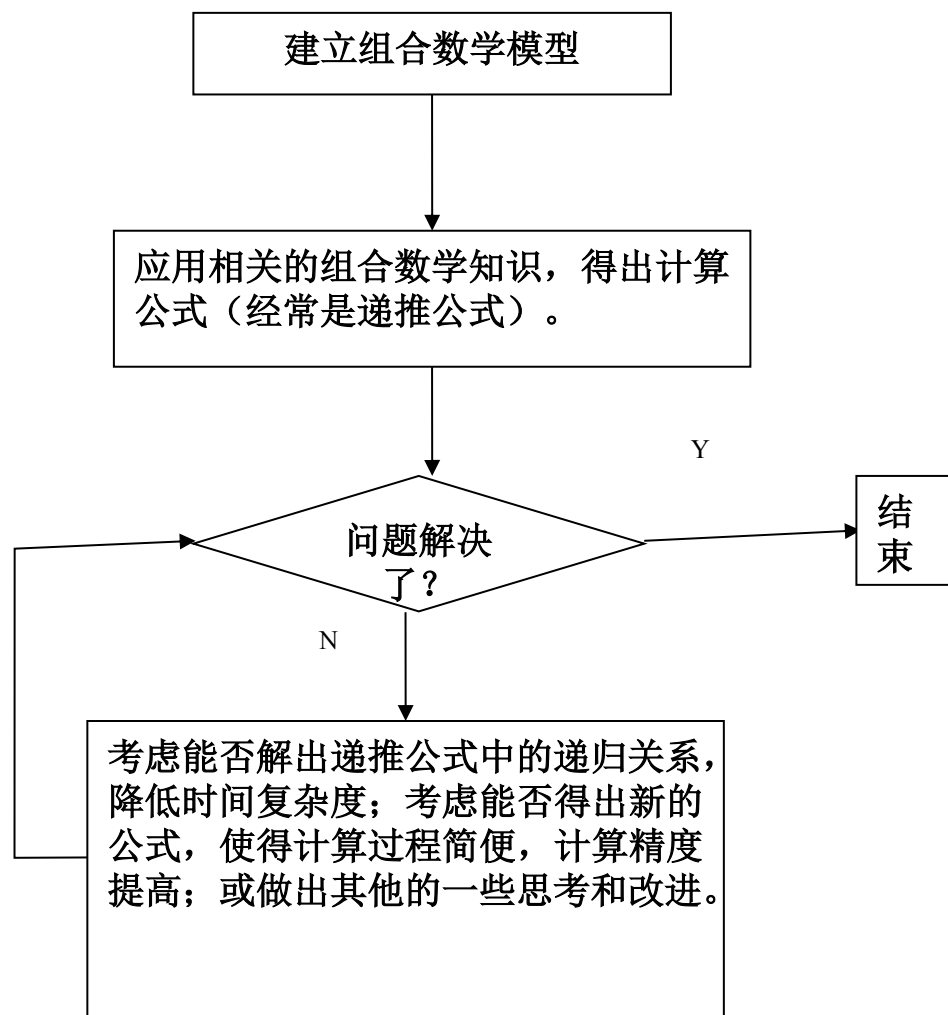 建立组合数学模型
应用相关的组合数学知识，得出计算
公式（经常是递推公式）。
Y
结
束
问题解决
了？
N
考虑能否解出递推公式中的递归关系，
降低时间复杂度；考虑能否得出新的
公式，使得计算过程简便，计算精度
提高；或做出其他的一些思考和改进。